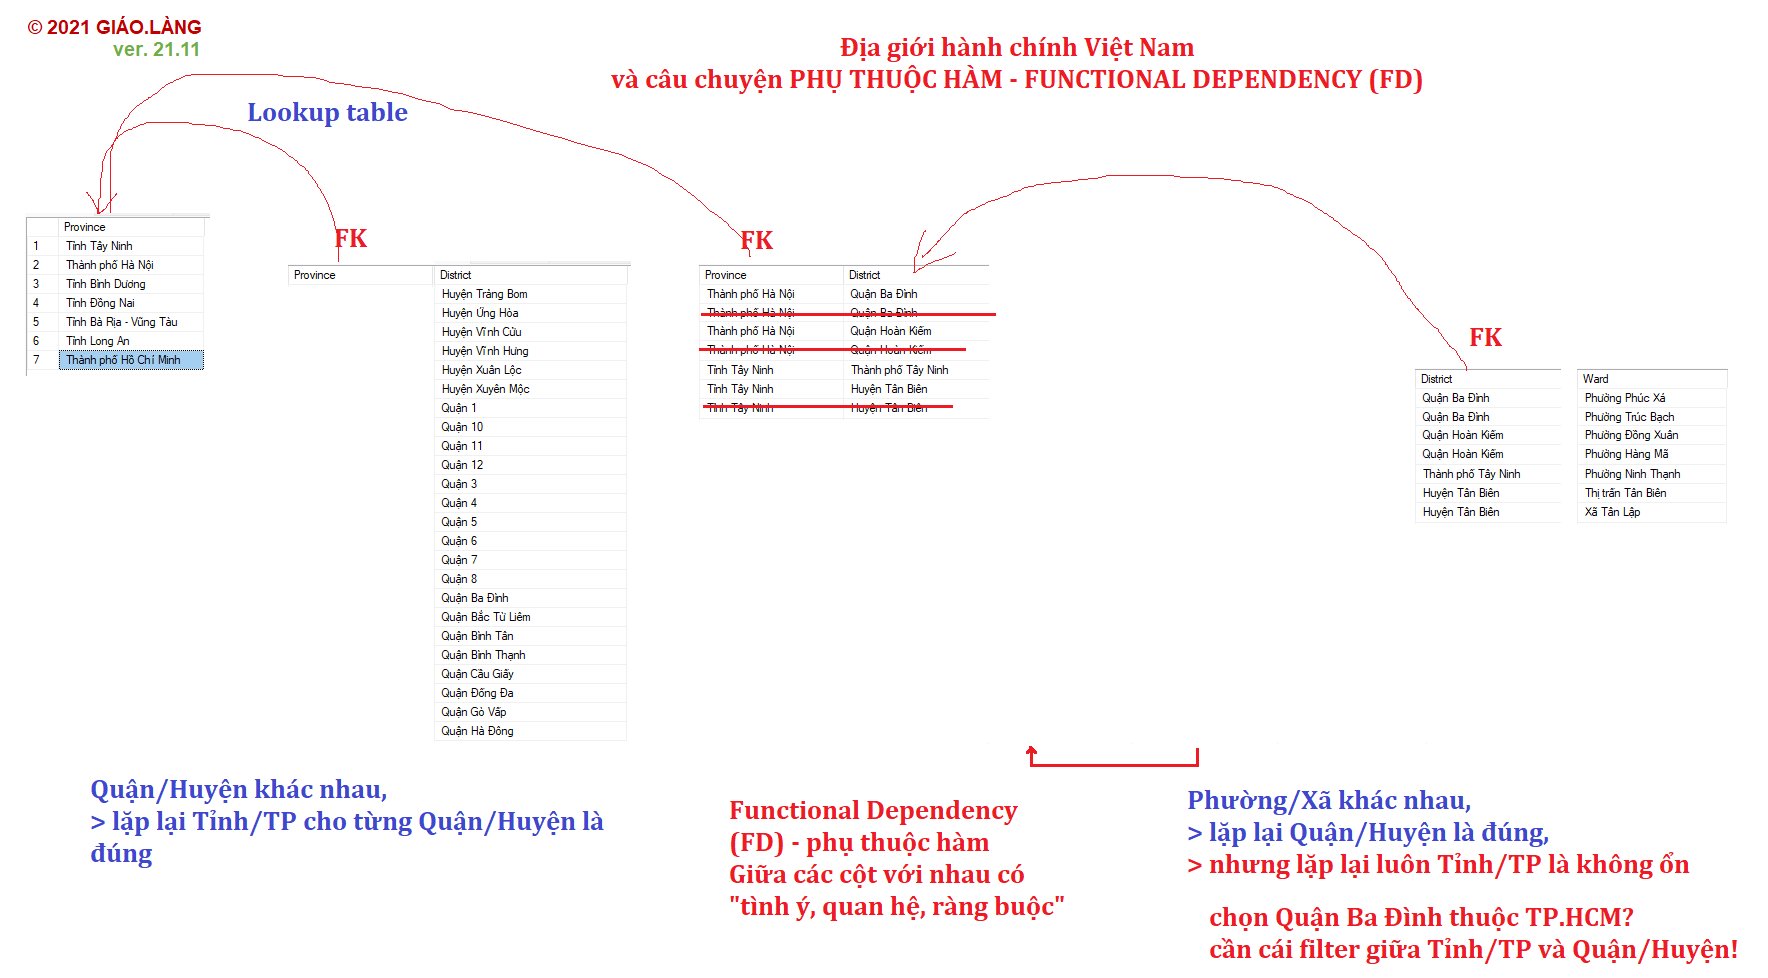 © 2021 GIÁO.LÀNG
ver. 21.11
Địa giới hành chính Việt Nam
và câu chuyện PHỤ THUỘC HÀM - FUNCTIONAL DEPENDENCY (FD)
Lookup table
Province
1 Tỉnh Tây Ninh
2 Thành phố Hà Nội
3 Tỉnh Bình Dương
4 Tỉnh Đồng Nai
5 Tỉnh Bà Rịa - Vũng Tàu
6 Tỉnh Long An
7 Thành phố Hồ Chí Minh
FK
Province District
Huyện Trảng Bom
Huyện Ứng Hòa
Huyện Vĩnh Cửu
Huyện Vĩnh Hưng
Huyện Xuân Lộc
Huyện Xuyên Mộc
Quận 1
Quận 10
Quận 11
Quận 12
Quận 3
Quận 4
Quận 5
Quận 6
Quận 7
Quận 8
Quận Ba Đình
Quận Bắc Từ Liêm
Quận Bình Tân
Quận Bình Thạnh
Quận Cầu Giấy
Quận Đống Đa
Quận Gò Vấp
Quận Hà Đông
FK
Province District
Thành phố Hà Nội Quận Ba Đình
Thành phố Hà Nội Quận Ba Đình
Thành phố Hà Nội Quận Hoàn Kiếm
Thành phố Hà Nội Quận Hoàn Kiếm
Tỉnh Tây Ninh Thành phố Tây Ninh
Tỉnh Tây Ninh Huyện Tân Biên
Tỉnh Tây Ninh Huyện Tân Biên
FK
District Ward
Quận Ba Đình Phường Phúc Xá
Quận Ba Đình Phường Trúc Bạch
Quận Hoàn Kiếm Phường Đồng Xuân
Quận Hoàn Kiếm Phường Hàng Mã
Thành phố Tây Ninh Phường Ninh Thạnh
Huyện Tân Biên Thị trấn Tân Biên
Huyện Tân Biên Xã Tân Lập
Quận/Huyện khác nhau,
> lặp lại Tỉnh/TP cho từng Quận/Huyện là
đúng
Functional Dependency
(FD) - phụ thuộc hàm
Giữa các cột với nhau có
"tình ý, quan hệ, ràng buộc"
Phường/Xã khác nhau,
> lặp lại Quận/Huyện là đúng,
> nhưng lặp lại luôn Tỉnh/TP là không ổn
chọn Quận Ba Đình thuộc TP.HCM?
cần cái filter giữa Tỉnh/TP và Quận/Huyện!